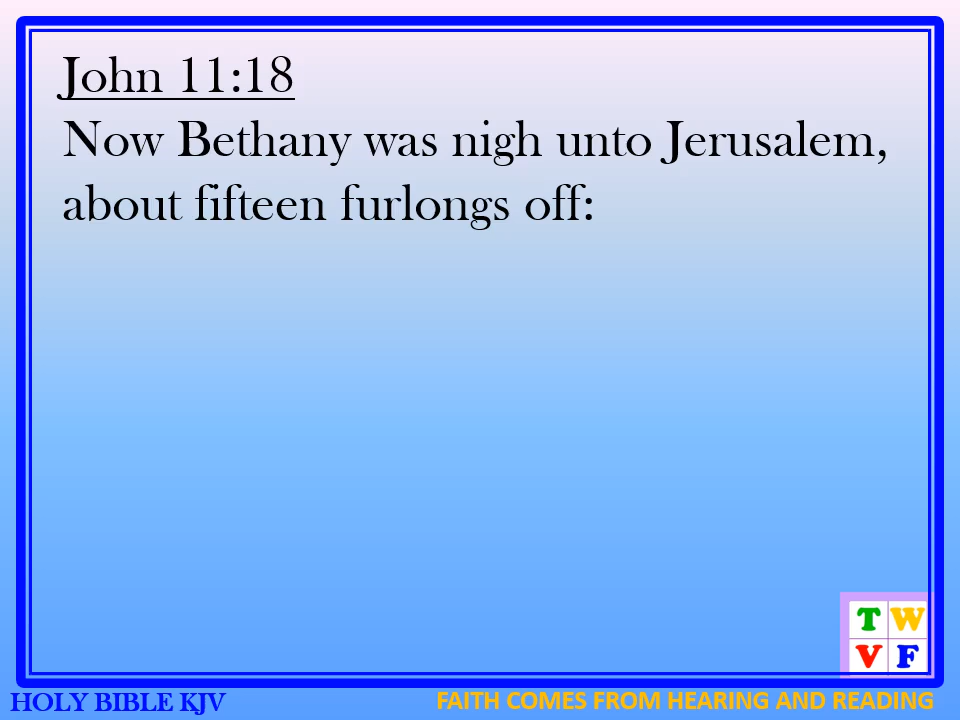 John 11:18
Now Bethany was nigh unto Jerusalem,
about fifteen furlongs off:
T W
V F
HOLY BIBLE KJV
FAITH COMES FROM HEARING AND READING